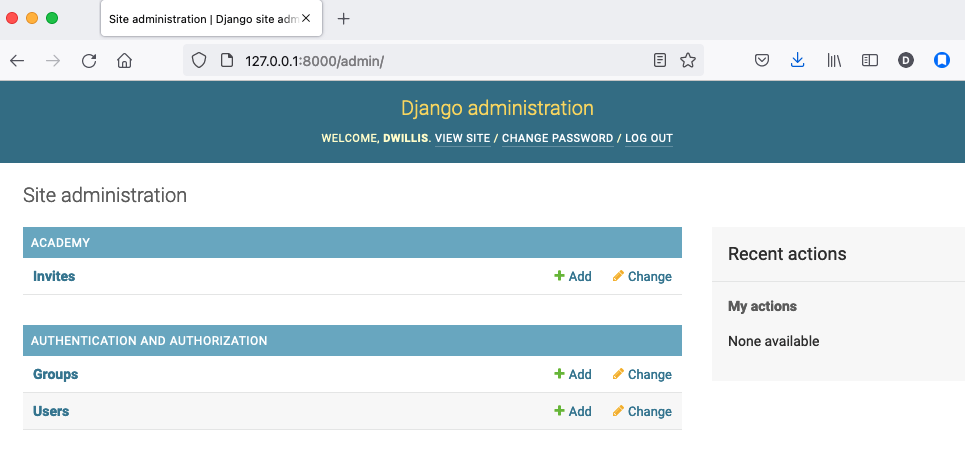 Site administration | Django site adm
127.0.0.1:8000/admin/
D
Django administration
WELCOME, DWILLIS. VIEW SITE / CHANGE PASSWORD / LOG OUT
Site administration
ACADEMY
Invites Add Change
AUTHENTICATION AND AUTHORIZATION
Groups Add Change
Users Add Change
Recent actions
My actions
None available